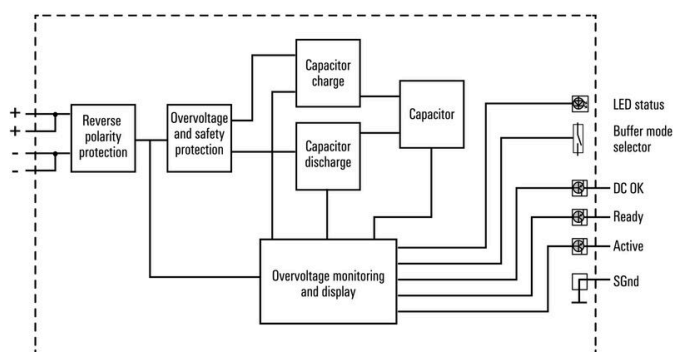 +
+
-
-
Reverse
polarity
protection
Overvoltage
and safety
protection
Capacitor
charge
Capacitor
discharge
Capacitor
Overvoltage monitoring
and display
LED status
Buffer mode
selector
DC OK
Ready
Active
SGnd